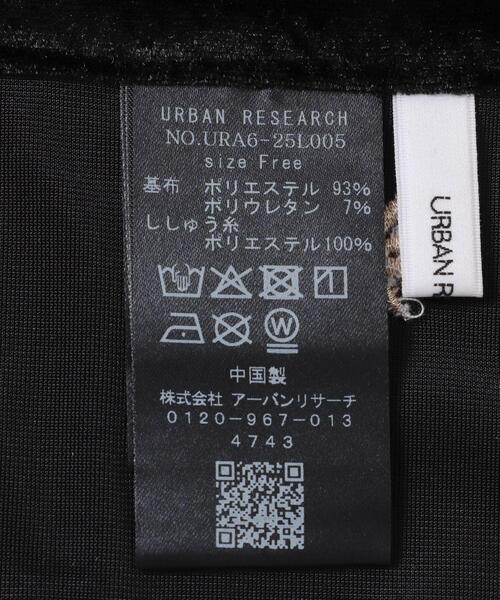 URBAN RESEARCH
NO.URA6-25L005
size Free
基布 ポリエステル 93%
ポリウレタン 7%
ししゅう糸
ポリエステル100%
W
中国製
株式会社 アーバンリサーチ
0120-967-013
4743
URBAN R